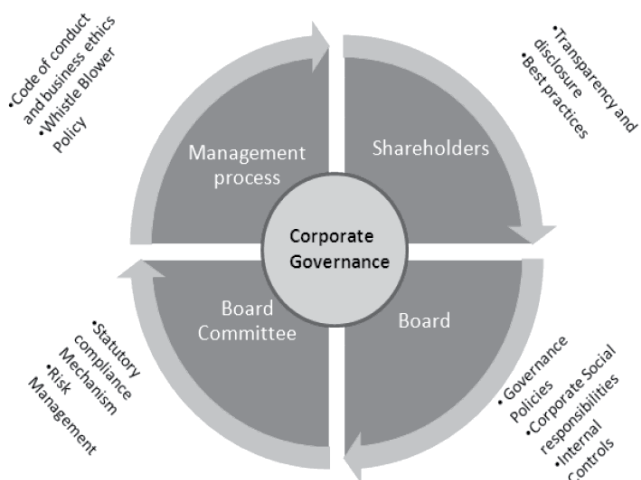 •Code of conduct
and business ethics
•Whistle Blower
Policy
•Transparency and
disclosure
•Best practices
Management
process
Shareholders
Corporate
Governance
Board
Committee
Board
•Statutory
compliance
Mechanism
•Risk
Management
• Governance
Policies
•Corporate Social
responsibilities
•Internal
Controls